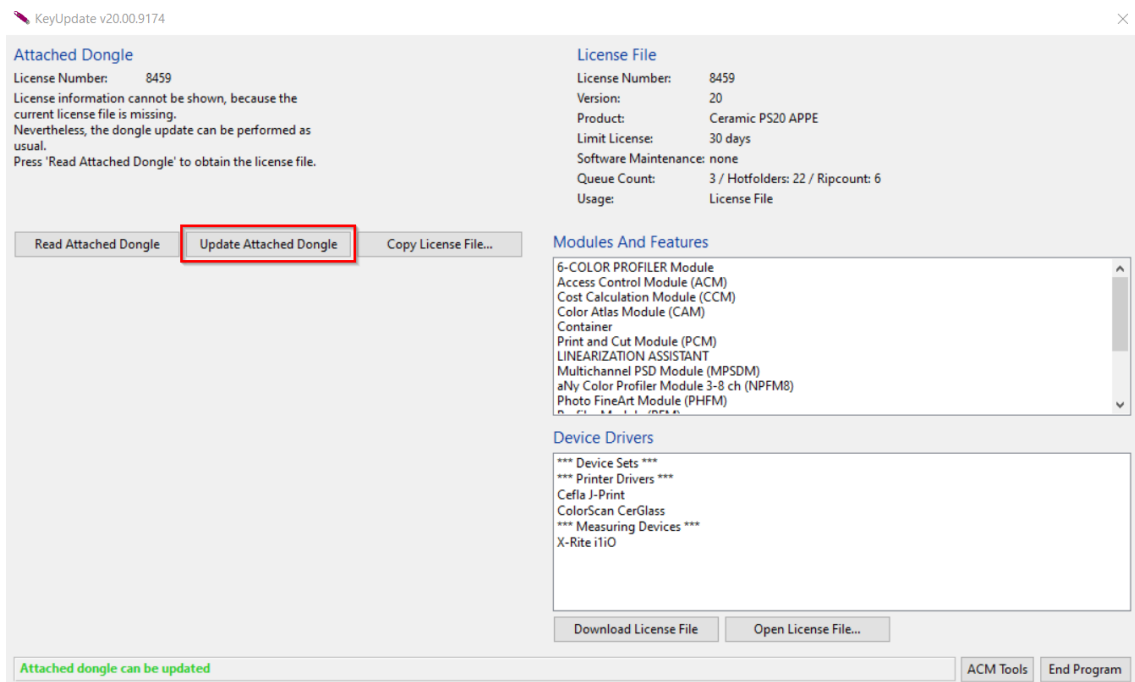 KeyUpdate v20.00.9174
Attached Dongle
License Number: 8459
License information cannot be shown, because the
current license file is missing.
Nevertheless, the dongle update can be performed as
usual.
Press 'Read Attached Dongle' to obtain the license file.
Read Attached Dongle
Update Attached Dongle
Copy License File...
License File
License Number: 8459
Version: 20
Product: Ceramic PS20 APPE
Limit License: 30 days
Software Maintenance: none
Queue Count: 3 / Hotfolders: 22 / Ripcount: 6
Usage: License File
Modules And Features
6-COLOR PROFILER Module
Access Control Module (ACM)
Cost Calculation Module (CCM)
Color Atlas Module (CAM)
Container
Print and Cut Module (PCM)
LINEARIZATION ASSISTANT
Multichannel PSD Module (MPSDM)
aNy Color Profiler Module 3-8 ch (NPFM8)
Photo FineArt Module (PHFM)
Device Drivers
*** Device Sets ***
*** Printer Drivers ***
Cefla J-Print
ColorScan CerGlass
*** Measuring Devices ***
X-Rite i1iO
Download License File
Open License File...
Attached dongle can be updated
ACM Tools
End Program